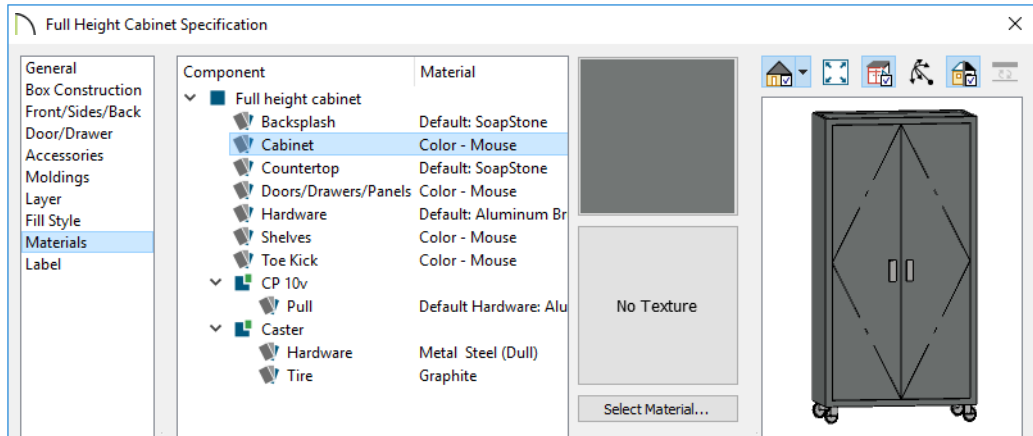 Full Height Cabinet Specification
General
Box Construction
Front/Sides/Back
Door/Drawer
Accessories
Moldings
Layer
Fill Style
Materials
Label
Component Material
Full height cabinet
Backsplash Default: SoapStone
Cabinet Color - Mouse
Countertop Default: SoapStone
Doors/Drawers/Panels Color - Mouse
Hardware Default: Aluminum Br
Shelves Color - Mouse
Toe Kick Color - Mouse
CP 10v
Pull Default Hardware: Alu
Caster
Hardware Metal Steel (Dull)
Tire Graphite
No Texture
Select Material...